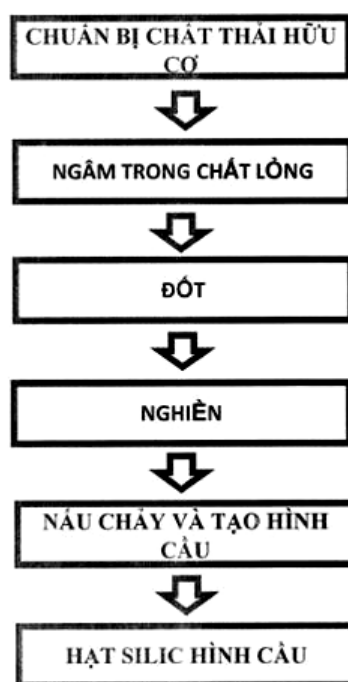 CHUẨN BỊ CHẤT THẢI HỮU
CƠ
NGÂM TRONG CHẤT LỎNG
ĐỐT
NGHIỀN
NẤU CHẢY VÀ TẠO HÌNH
CẦU
HẠT SILIC HÌNH CẦU